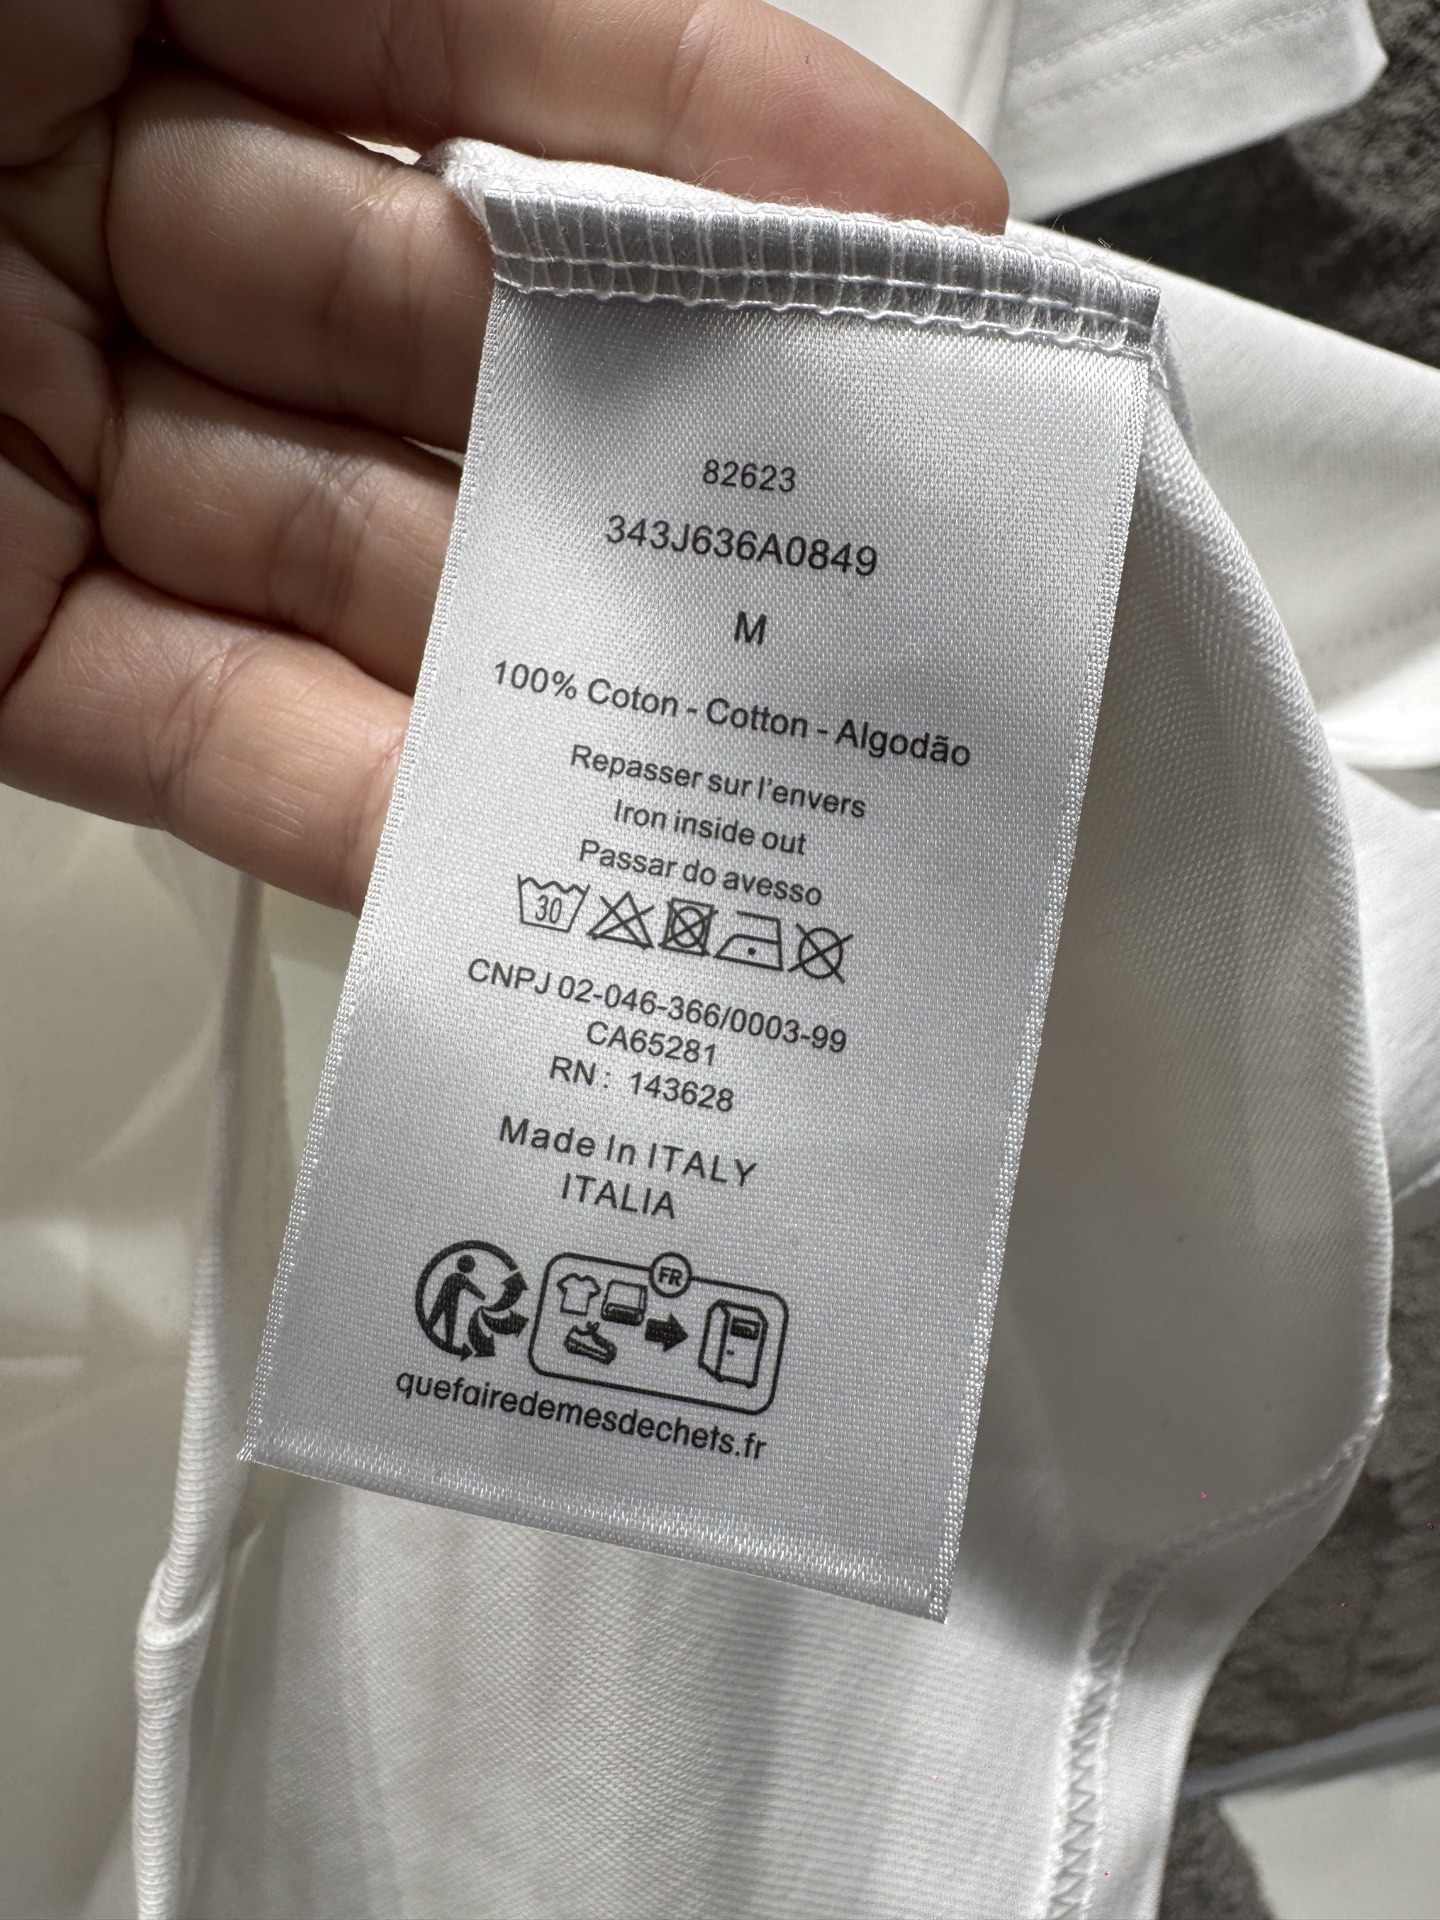 82623
343J636A0849
M
100% Coton - Cotton - Algodão
Repasser sur l'envers
Iron inside out
Passar do avesso
30
CNPJ 02-046-366/0003-99
CA65281
RN : 143628
Made In ITALY
ITALIA
FR
quefairedemesdechets.fr